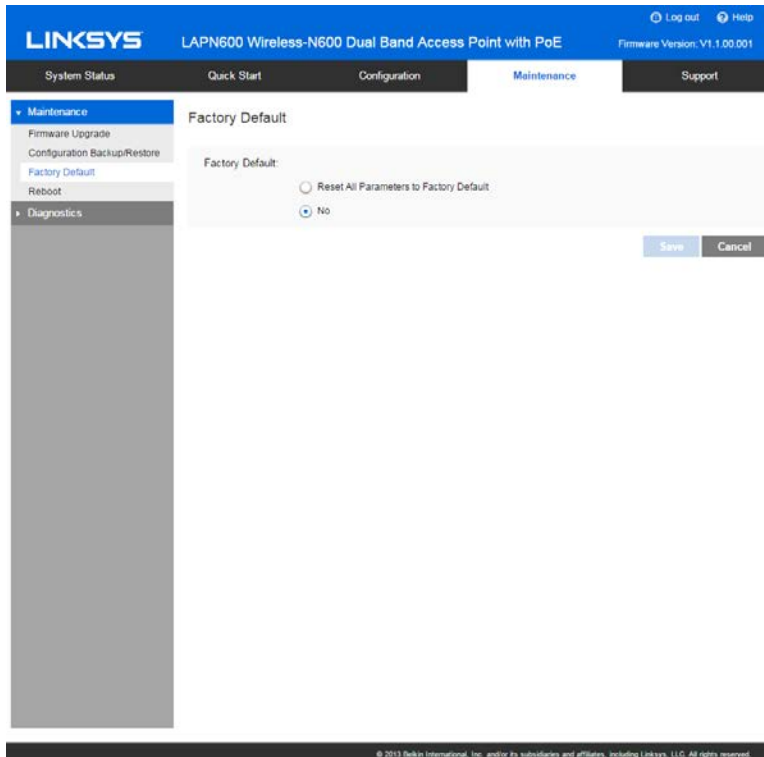 Log out Help
LINKSYS LAPN600 Wireless-N600 Dual Band Access Point with PoE Firmware Version: V1.1.00.001
System Status Quick Start Configuration Maintenance Support
Maintenance
Firmware Upgrade
Configuration Backup/Restore
Factory Default
Reboot
Diagnostics
Factory Default
Factory Default:
Reset All Parameters to Factory Default
No
Save Cancel
© 2013 Belkin International, Inc. and/or its subsidiaries and affiliates, including Linksys, LLC. All rights reserved.